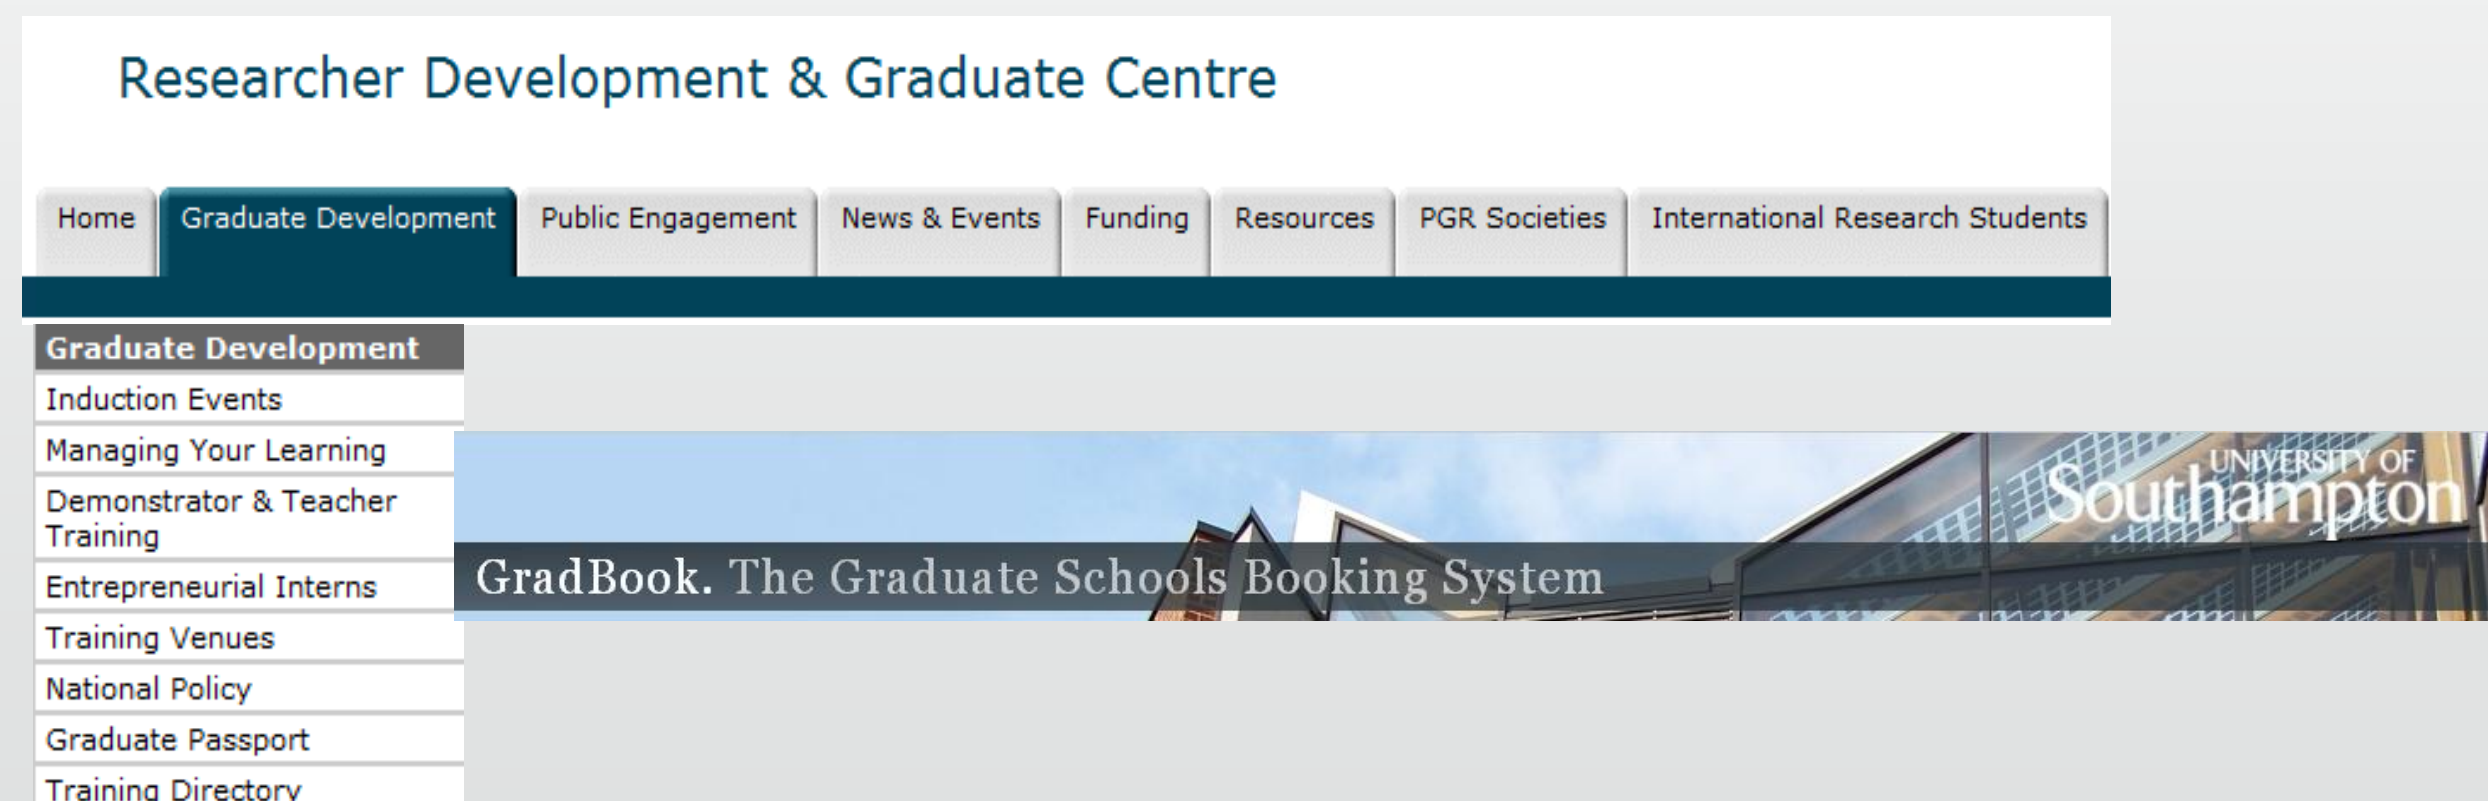 Researcher Development & Graduate Centre
Home Graduate Development Public Engagement News & Events Funding Resources PGR Societies International Research Students
Graduate Development
Induction Events
Managing Your Learning
Demonstrator & Teacher
Training
Entrepreneurial Interns
Training Venues
National Policy
Graduate Passport
Training Directory
UNIVERSITY OF
Southampton
GradBook. The Graduate Schools Booking System